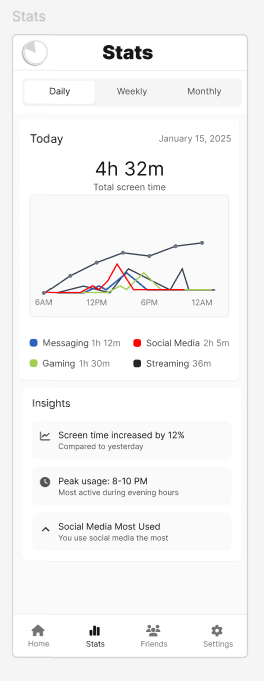 Stats
Stats
Daily Weekly Monthly
Today January 15, 2025
4h 32m
Total screen time
6AM 12PM 6PM 12AM
Messaging 1h 12m Social Media 2h 5m
Gaming 1h 30m Streaming 36m
Insights
Screen time increased by 12%
Compared to yesterday
Peak usage: 8-10 PM
Most active during evening hours
Social Media Most Used
You use social media the most
Home Stats Friends Settings